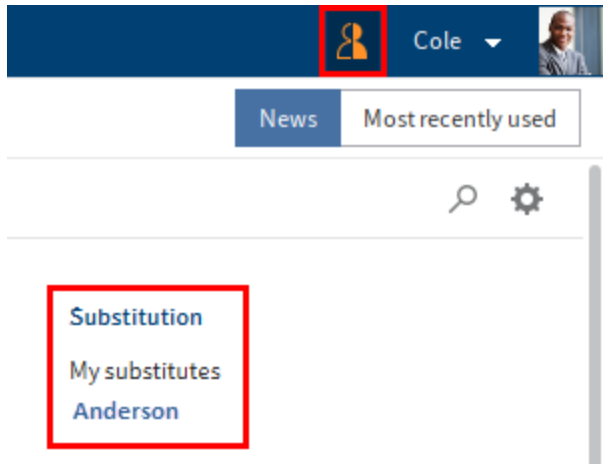 Cole
News Most recently used
Substitution
My substitutes
Anderson